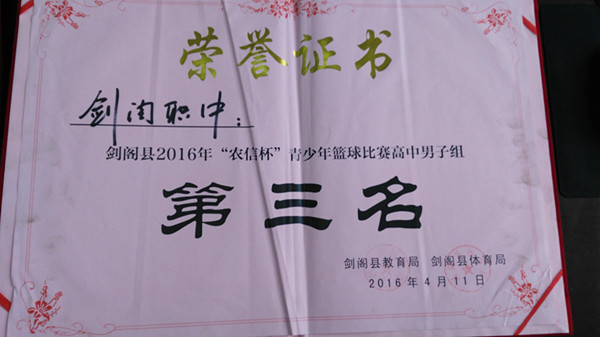 荣誉证书
剑阁职中:
剑阁县2016年“农信杯”青少年篮球比赛高中男子组
第三名
剑阁县教育局 剑阁县体育局
2016年4月11日